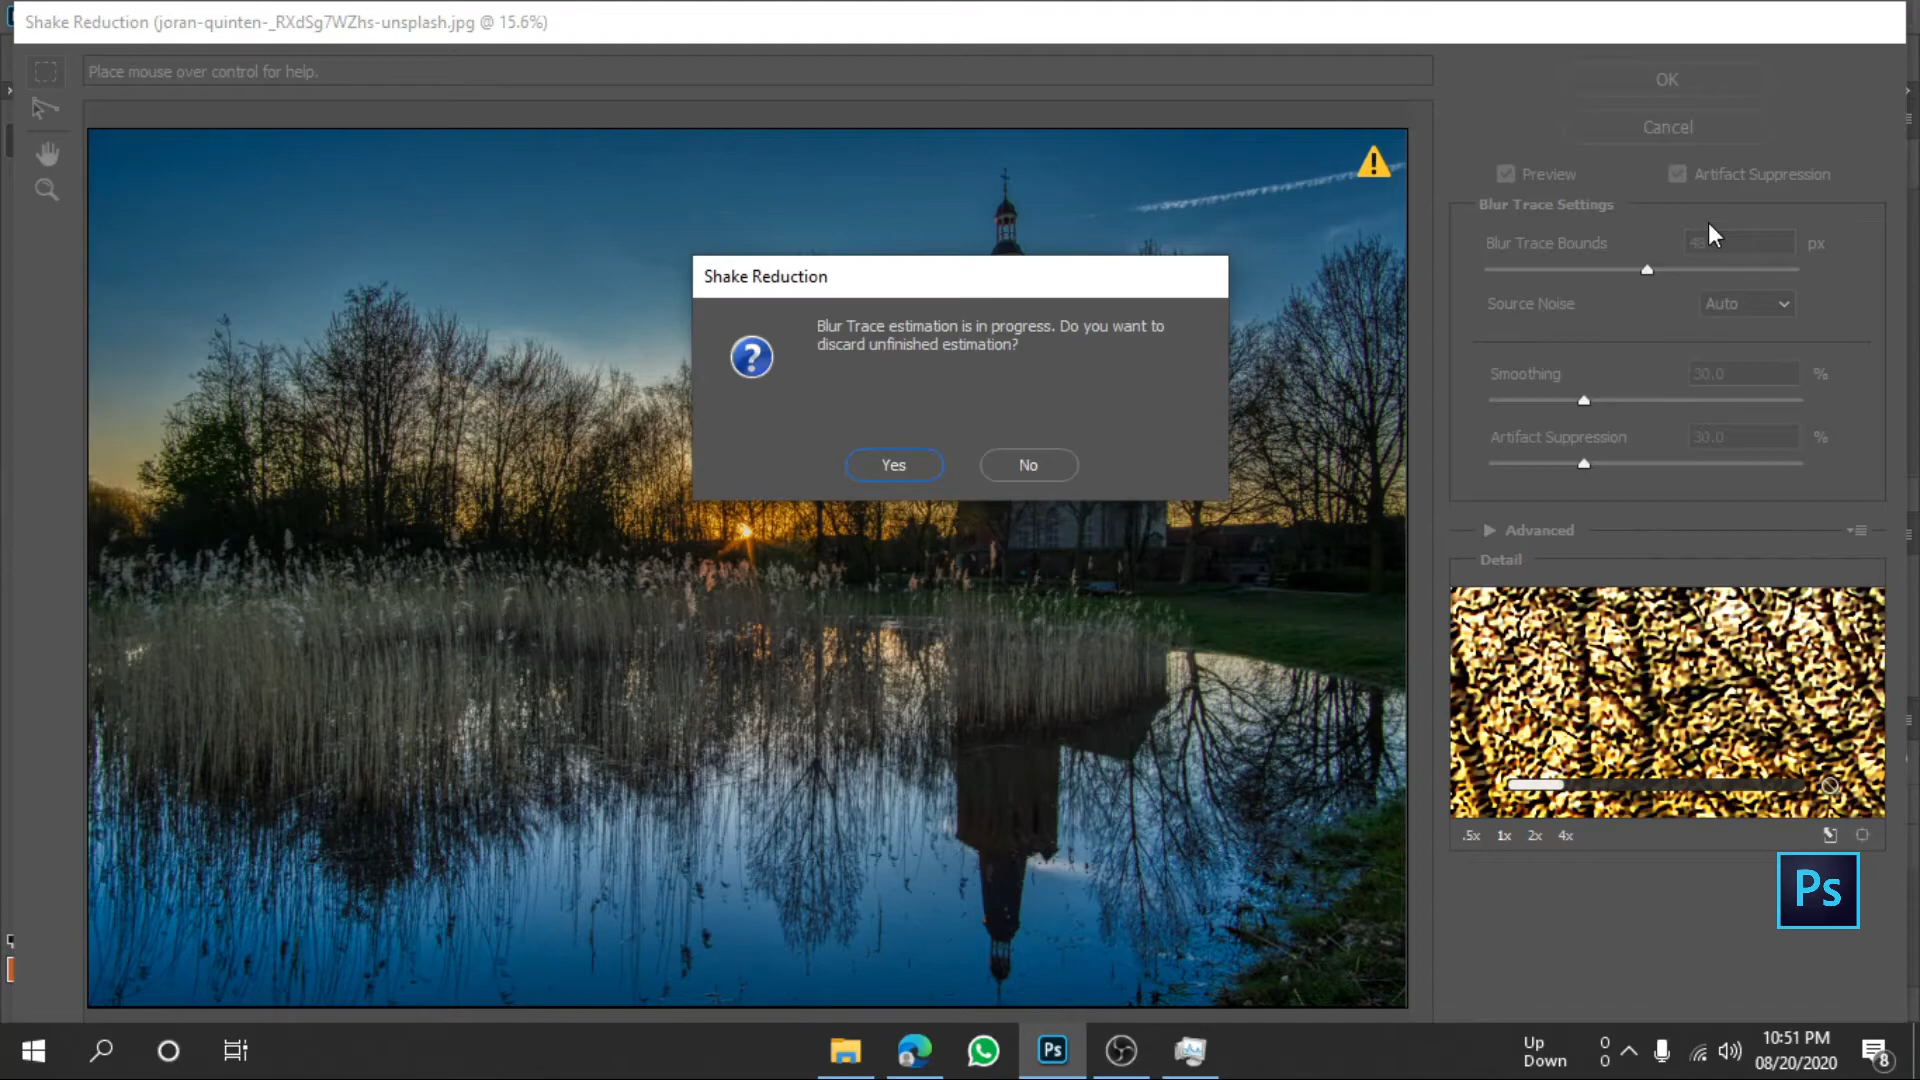 Shake Reduction (joran-quinten-_RXdSg7WZhs-unsplash.jpg @ 15.6%)
Place mouse over control for help.
OK
Cancel
Preview
Artifact Suppression
Blur Trace Settings
Blur Trace Bounds
px
Source Noise
Auto
Smoothing
30.0
%
Artifact Suppression
30.0
%
Advanced
Detail
.5x 1x 2x 4x
Shake Reduction
Blur Trace estimation is in progress. Do you want to
discard unfinished estimation?
Yes
No
Ps
Ps
Up 0
Down 0
10:51 PM
08/20/2020
8